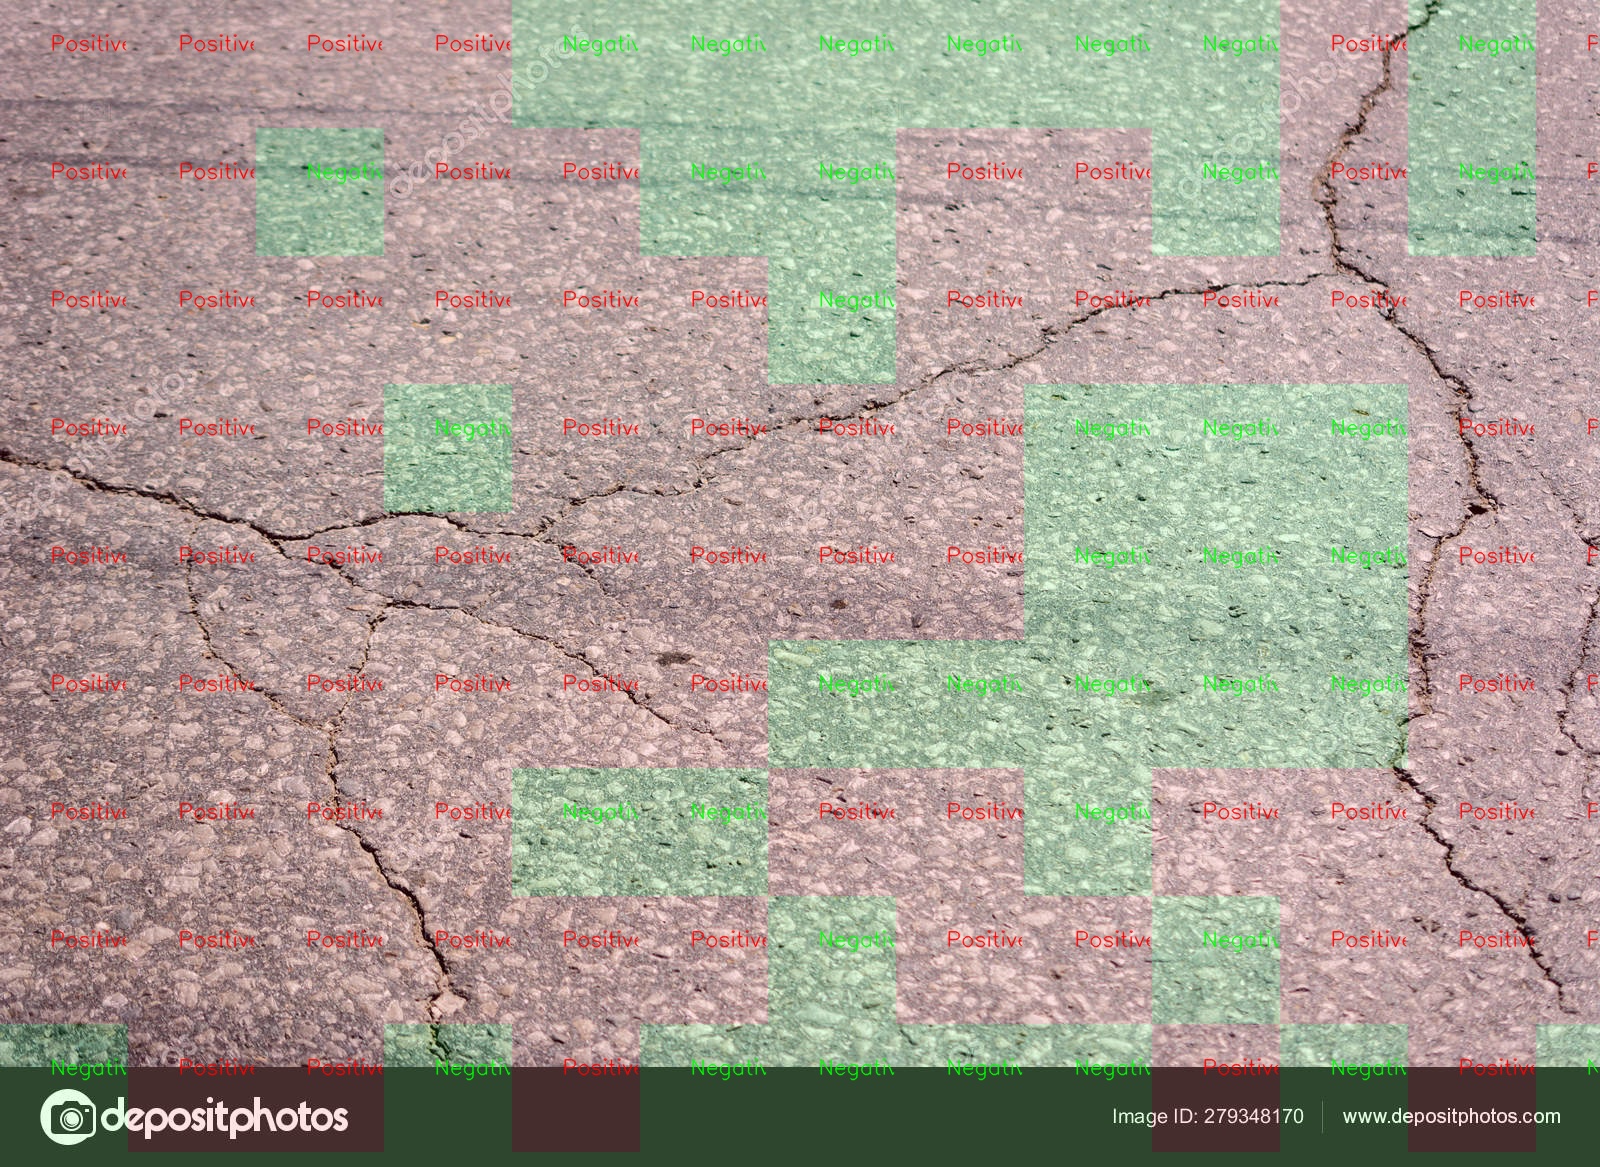 Positive Positive Positive Positive Negativ Negativ Negativ Negativ Negativ Negativ Positive Negativ P
Positive Positive Negativ Positive Positive Negativ Negativ Positive Positive Negativ Positive Negativ P
Positive Positive Positive Positive Positive Positive Negativ Positive Positive Positive Positive Positive P
Positive Positive Positive Negativ Positive Positive Positive Positive Negativ Negativ Negativ Positive P
Positive Positive Positive Positive Positive Positive Positive Positive Negativ Negativ Negativ Positive P
Positive Positive Positive Positive Positive Positive Negativ Negativ Negativ Negativ Negativ Positive P
Positive Positive Positive Positive Negativ Negativ Positive Positive Negativ Positive Positive Positive P
Positive Positive Positive Positive Positive Positive Negativ Positive Positive Negativ Positive Positive P
Negativ Positive Positive Negativ Positive Negativ Negativ Negativ Negativ Positive Negativ Positive N
depositphotos
Image ID: 279348170
www.depositphotos.com